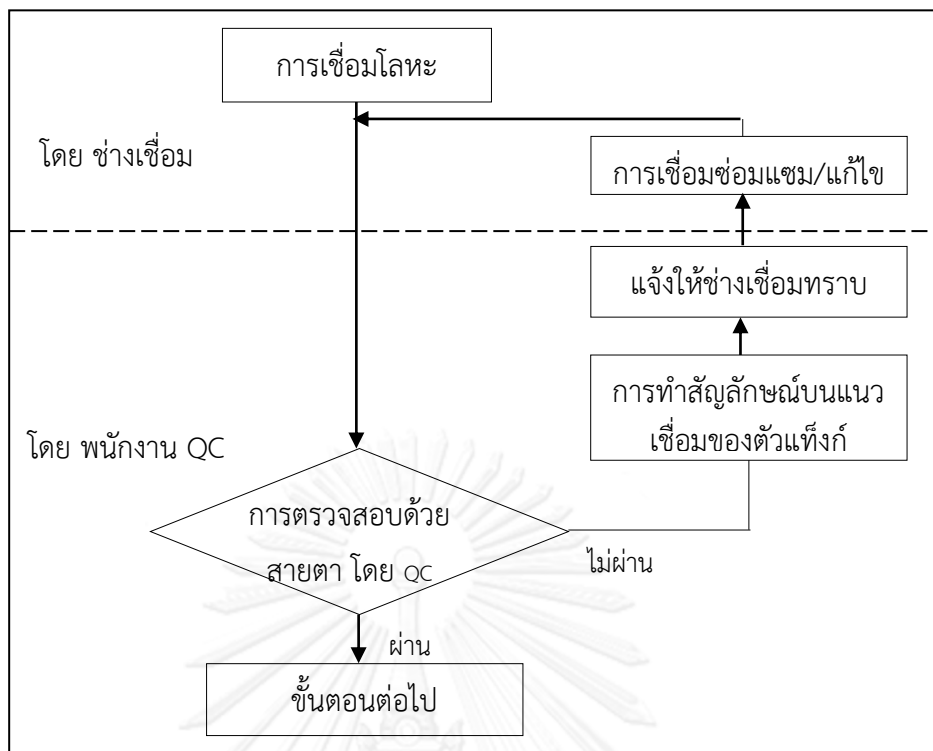 การเชื่อมโลหะ
โดย ช่างเชื่อม
การเชื่อมซ่อมแซม/แก้ไข
แจ้งให้ช่างเชื่อมทราบ
การทำสัญลักษณ์บนแนว
เชื่อมของตัวแท็งก์
โดย พนักงาน QC
การตรวจสอบด้วย
สายตา โดย QC
ไม่ผ่าน
ผ่าน
ขั้นตอนต่อไป